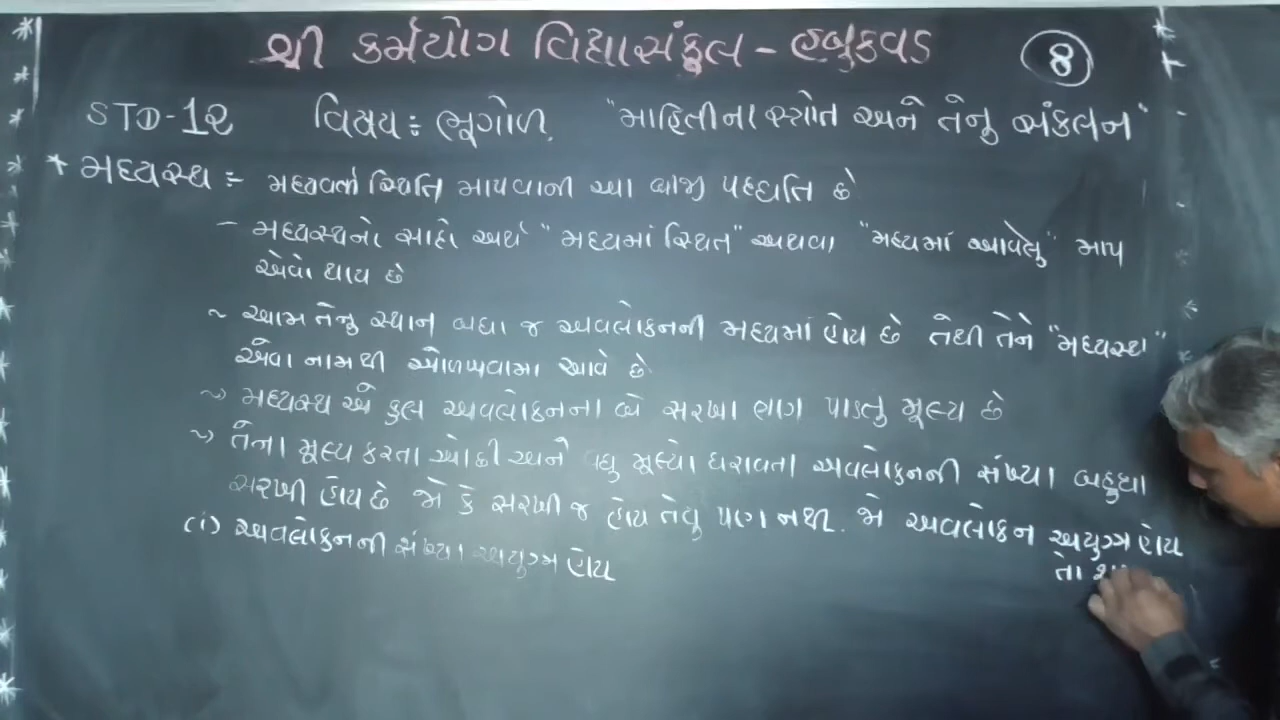 શ્રી કર્મયોગ વિદ્યાસંકુલ - હબુકવડ
8
STD-12 વિષય:- ભૂગોળ. "માહિતીના સ્ત્રોત અને તેનુ સંકલન"
* મધ્યસ્થ :- મધ્યવર્તી સ્થિતિ માપવાની આ બીજી પધ્ધતિ છે
- મધ્યસ્થનો સાદો અર્થ "મધ્યમાં સ્થિત" અથવા "મધ્યમાં આવેલુ" માપ
એવો થાય છે
~ આમ તેનુ સ્થાન બધા જ અવલોકનની મધ્યમાં હોય છે તેથી તેને "મધ્યસ્થ"
એવા નામથી ઓળખવામા આવે છે
~ મધ્યસ્થ એ કુલ અવલોકનના બે સરખા ભાગ પાડતુ મૂલ્ય છે
~ તેના મૂલ્ય કરતા ઓછી અને વધુ મૂલ્યો ધરાવતા અવલોકનની સંખ્યા બહુધા
સરખી હોય છે જો કે સરખી જ હોય તેવુ પણ નથી. જો અવલોકન અયુગ્મ હોય
તો
(i) અવલોકનની સંખ્યા અયુગ્મ હોય